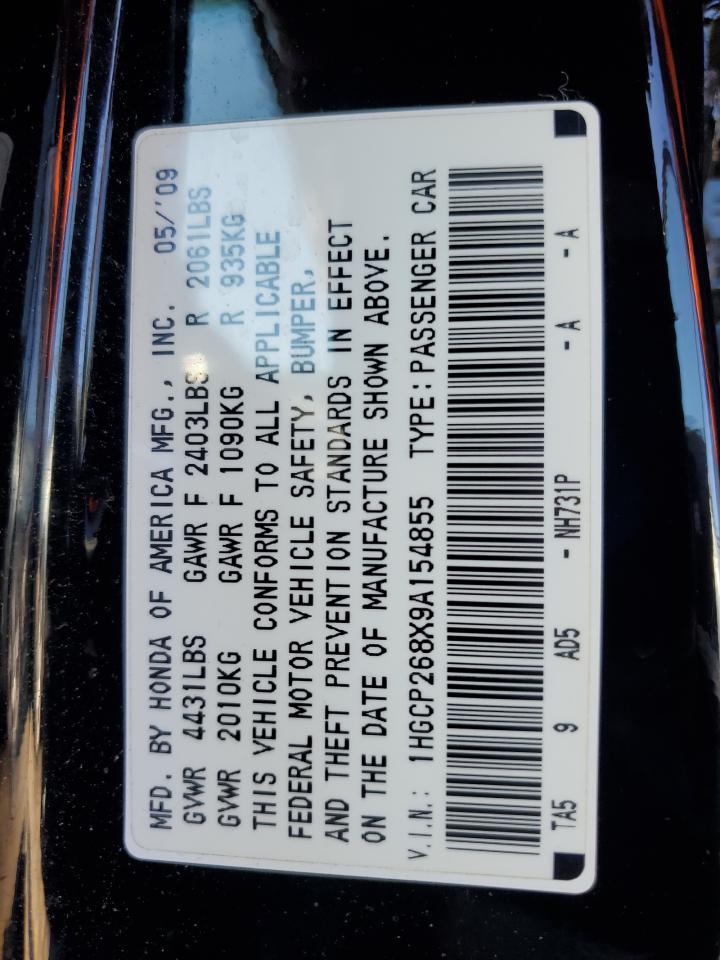 MFD. BY HONDA OF AMERICA MFG., INC. 05/'09
GVWR 4431LBS GAWR F 2403LBS R 2061LBS
GVWR 2010KG GAWR F 1090KG R 935KG
THIS VEHICLE CONFORMS TO ALL APPLICABLE
FEDERAL MOTOR VEHICLE SAFETY, BUMPER,
AND THEFT PREVENTION STANDARDS IN EFFECT
ON THE DATE OF MANUFACTURE SHOWN ABOVE.
V.I.N.: 1HGCP268X9A154855 TYPE:PASSENGER CAR
TA5 9 AD5 - NH731P - A - A